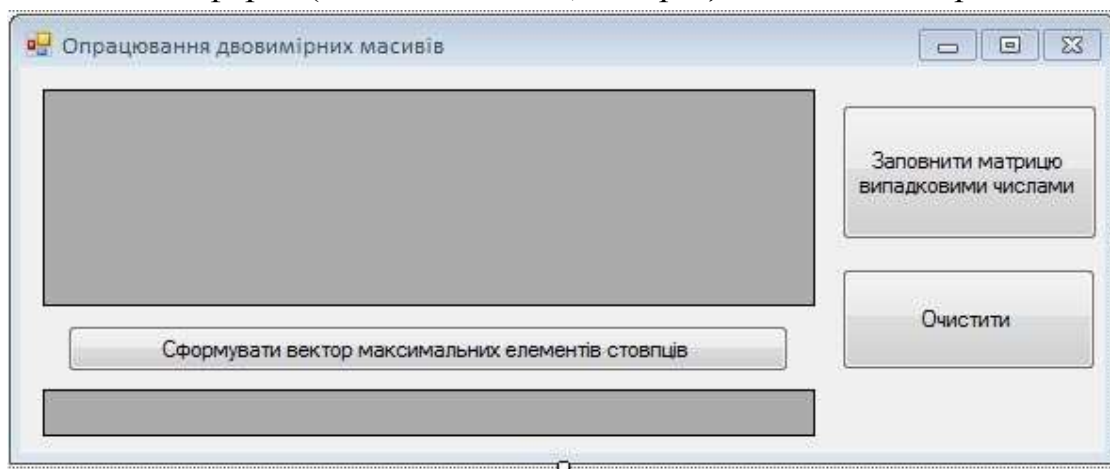 Опрацювання двовимірних масивів
Заповнити матрицю
випадковими числами
Сформувати вектор максимальних елементів стовпців
Очистити